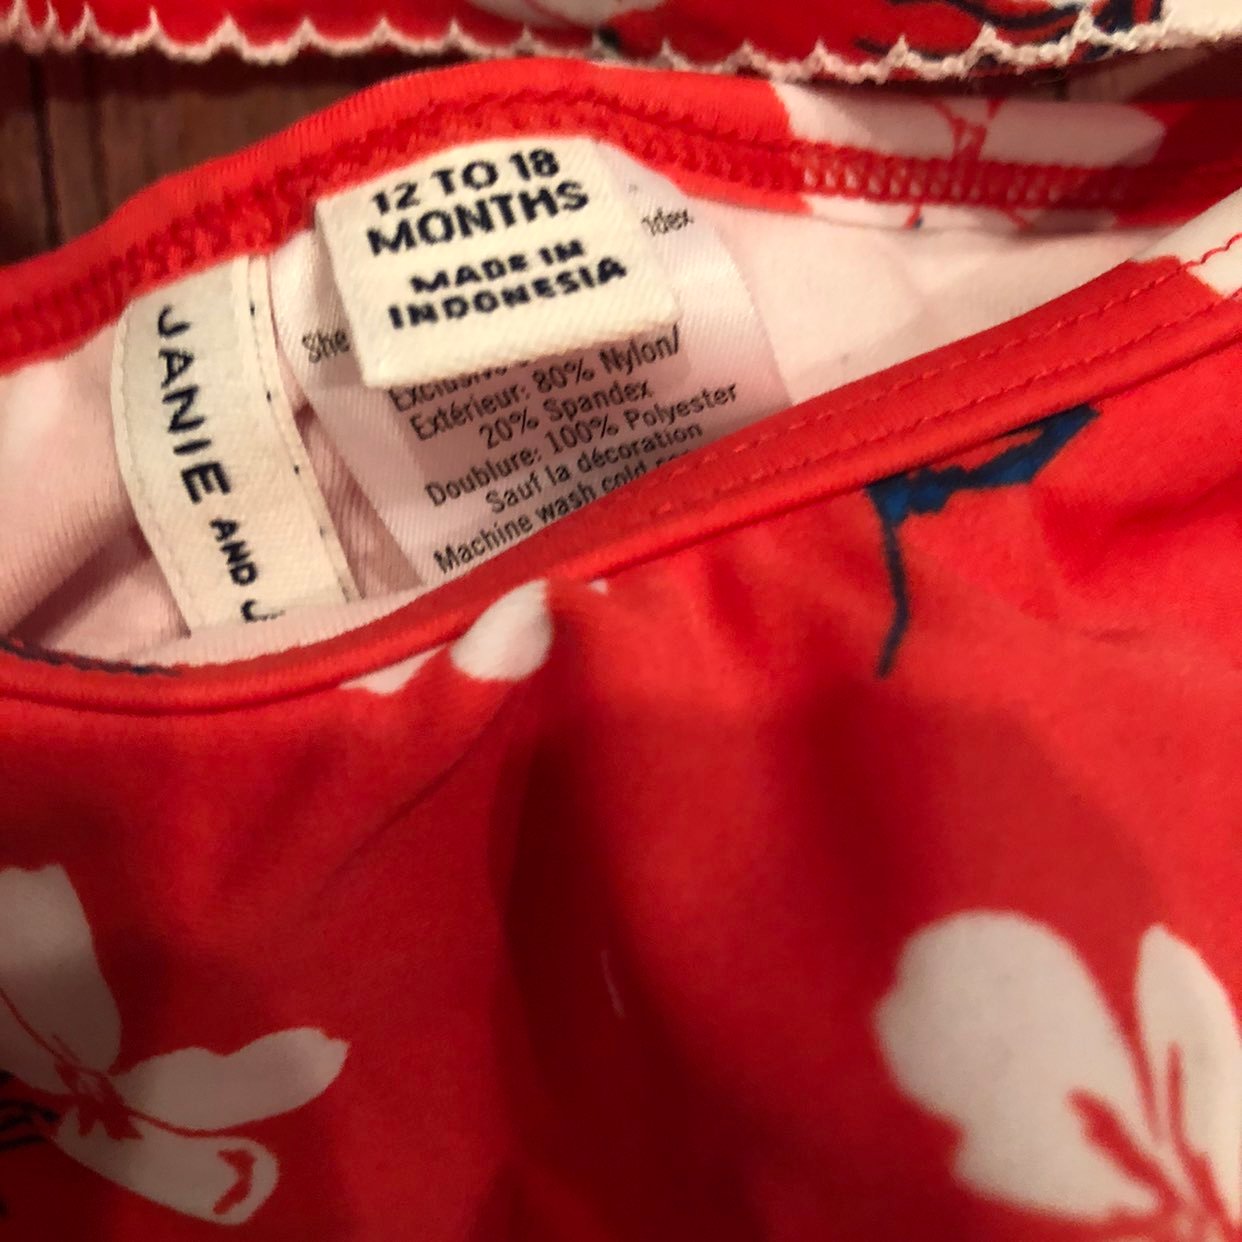 12 TO 18
MONTHS
MADE IN
INDONESIA
JANIE AND J
She
Extérieur: 80% Nylon/
20% Spandex
Doublure: 100% Polyester
Sauf la décoration
Machine wash cold